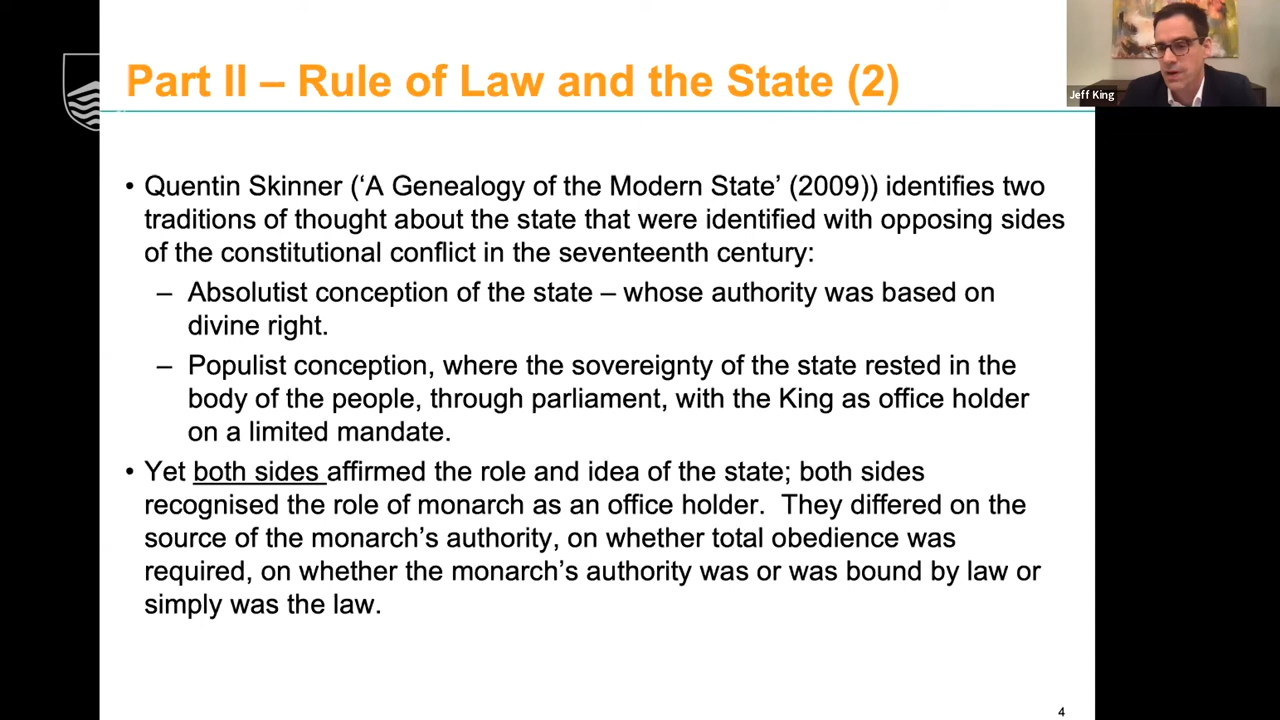 Part II – Rule of Law and the State (2)
Jeff King
• Quentin Skinner (‘A Genealogy of the Modern State’ (2009)) identifies two
traditions of thought about the state that were identified with opposing sides
of the constitutional conflict in the seventeenth century:
– Absolutist conception of the state – whose authority was based on
divine right.
– Populist conception, where the sovereignty of the state rested in the
body of the people, through parliament, with the King as office holder
on a limited mandate.
• Yet both sides affirmed the role and idea of the state; both sides
recognised the role of monarch as an office holder.  They differed on the
source of the monarch’s authority, on whether total obedience was
required, on whether the monarch’s authority was or was bound by law or
simply was the law.
4